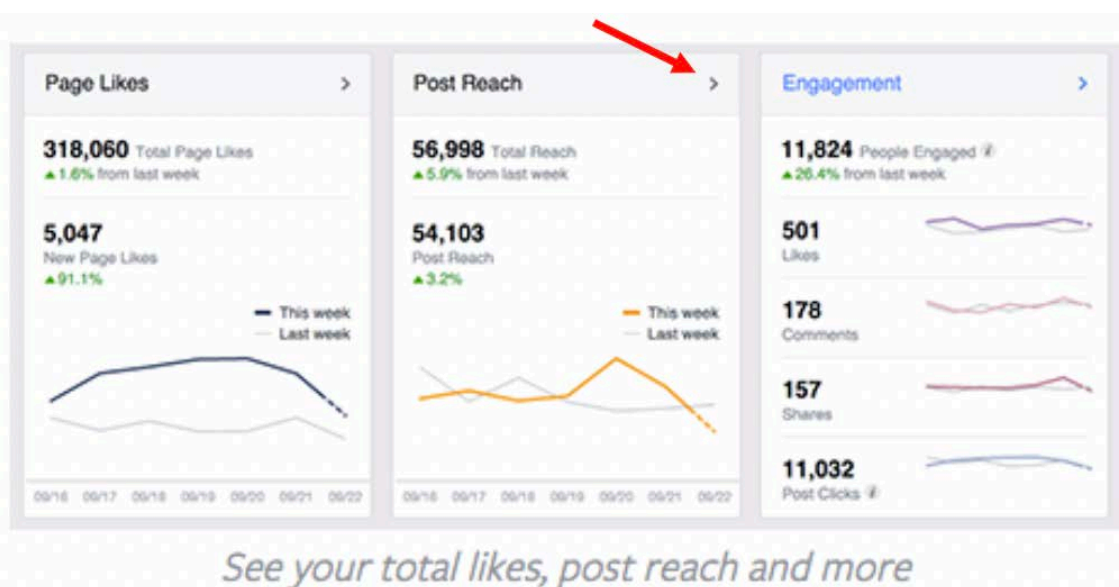 Page Likes
318,060 Total Page Likes
▲1.6% from last week
5,047
New Page Likes
▲91.1%
This week
Last week
09/16 09/17 09/18 09/19 09/20 09/21 09/22
Post Reach
56,998 Total Reach
▲5.9% from last week
54,103
Post Reach
▲3.2%
This week
Last week
09/16 09/17 09/18 09/19 09/20 09/21 09/22
Engagement
11,824 People Engaged i
▲26.4% from last week
501
Likes
178
Comments
157
Shares
11,032
Post Clicks i
See your total likes, post reach and more